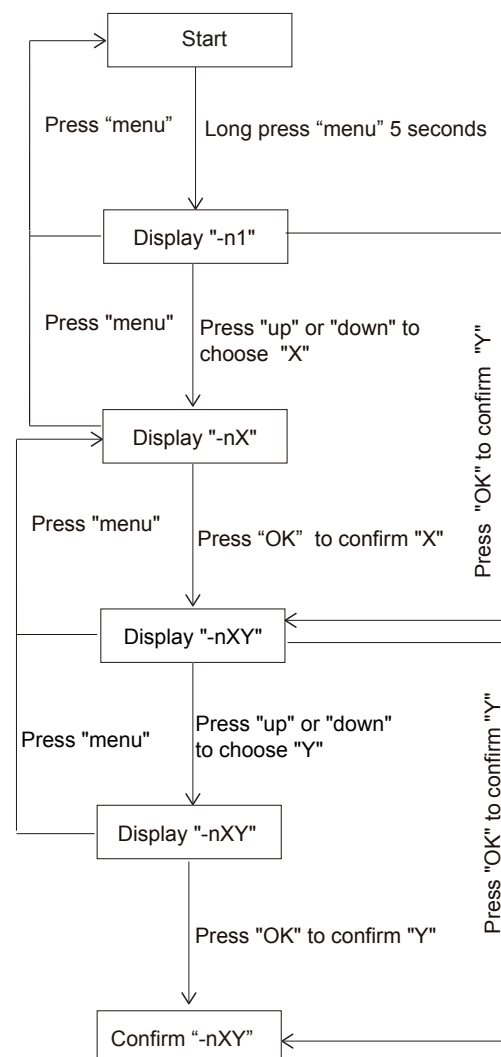 Start
Press “menu”
Long press “menu” 5 seconds
Display "-n1"
Press “menu”
Press "up" or "down" to
choose "X"
Press "OK" to confirm "Y"
Display "-nX"
Press "menu"
Press “OK” to confirm "X"
Display "-nXY"
Press "menu"
Press "up" or "down"
to choose "Y"
Press "OK" to confirm "Y"
Display "-nXY"
Press "OK" to confirm "Y"
Confirm “-nXY”